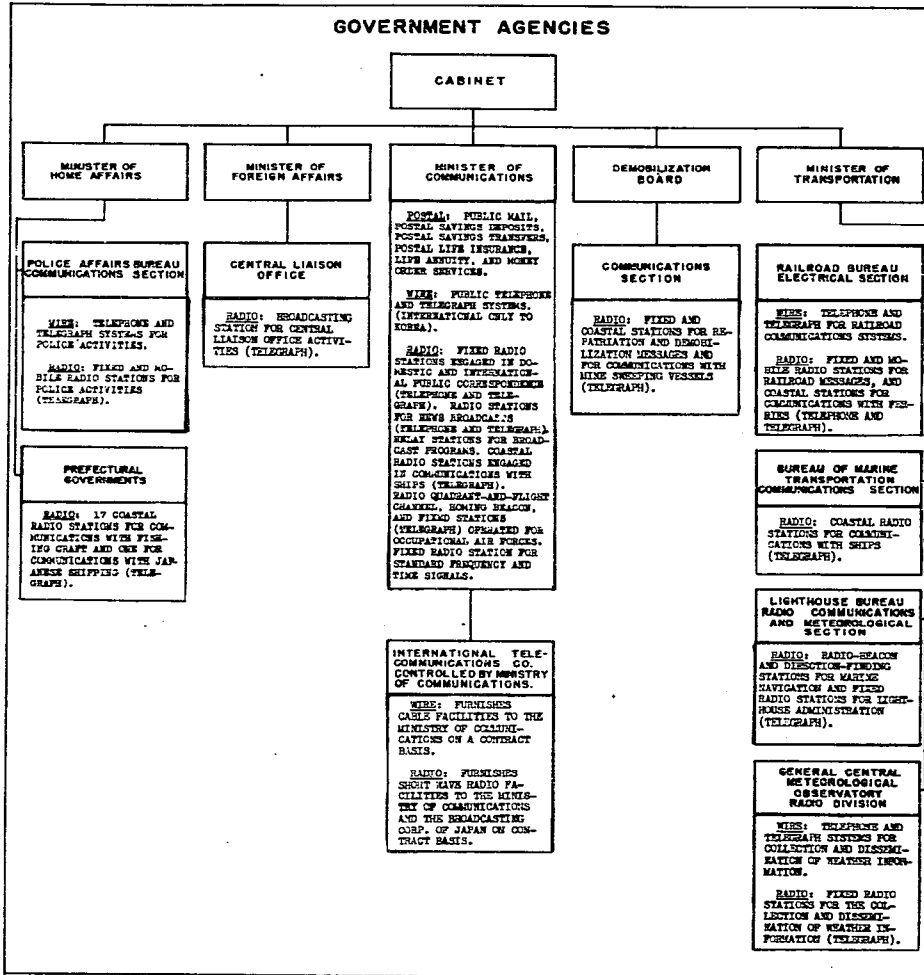 GOVERNMENT AGENCIES
CABINET
MINISTER OF
HOME AFFAIRS
POLICE AFFAIRS BUREAU
COMMUNICATIONS SECTION
WIRE: TELEPHONE AND
TELEGRAPH SYSTEMS FOR
POLICE ACTIVITIES.
RADIO: FIXED AND MO-
BILE RADIO STATIONS FOR
POLICE ACTIVITIES
(TELEGRAPH).
PREFECTURAL
GOVERNMENTS
RADIO: 17 COASTAL
RADIO STATIONS FOR COM-
MUNICATIONS WITH FISH-
ING CRAFT AND ONE FOR
COMMUNICATIONS WITH JAP-
ANESE SHIPPING (TELE-
GRAPH).
MINISTER OF
FOREIGN AFFAIRS
CENTRAL LIAISON
OFFICE
RADIO: BROADCASTING
STATION FOR CENTRAL
LIAISON OFFICE ACTIVI-
TIES (TELEGRAPH).
MINISTER OF
COMMUNICATIONS
POSTAL: PUBLIC MAIL,
POSTAL SAVINGS DEPOSITS,
POSTAL SAVINGS TRANSFERS,
POSTAL LIFE INSURANCE,
LIFE ANNUITY, AND MONEY
ORDER SERVICES.
WIRE: PUBLIC TELEPHONE
AND TELEGRAPH SYSTEMS.
(INTERNATIONAL ONLY TO
KOREA).
RADIO: FIXED RADIO
STATIONS ENGAGED IN DO-
MESTIC AND INTERNATION-
AL PUBLIC CORRESPONDENCE
(TELEPHONE AND TELE-
GRAPH). RADIO STATIONS
FOR NEWS BROADCASTS
(TELEPHONE AND TELEGRAPH).
RELAY STATIONS FOR BROAD-
CAST PROGRAMS. COASTAL
RADIO STATIONS ENGAGED
IN COMMUNICATIONS WITH
SHIPS (TELEGRAPH).
RADIO QUADRANT-AND-FLIGHT
CHANNEL, HOMING BEACON,
AND FIXED STATIONS
(TELEGRAPH) OPERATED FOR
OCCUPATIONAL AIR FORCES.
FIXED RADIO STATION FOR
STANDARD FREQUENCY AND
TIME SIGNALS.
INTERNATIONAL TELE-
COMMUNICATIONS CO.
CONTROLLED BY MINISTRY
OF COMMUNICATIONS.
WIRE: FURNISHES
CABLE FACILITIES TO THE
MINISTRY OF COMMUNI-
CATIONS ON A CONTRACT
BASIS.
RADIO: FURNISHES
SHORT WAVE RADIO FA-
CILITIES TO THE MINIS-
TRY OF COMMUNICATIONS
AND THE BROADCASTING
CORP. OF JAPAN ON CON-
TRACT BASIS.
DEMOBILIZATION
BOARD
COMMUNICATIONS
SECTION
RADIO: FIXED AND
COASTAL STATIONS FOR RE-
PATRIATION AND DEMOBI-
LIZATION MESSAGES AND
FOR COMMUNICATIONS WITH
MINE SWEEPING VESSELS
(TELEGRAPH).
MINISTER OF
TRANSPORTATION
RAILROAD BUREAU
ELECTRICAL SECTION
WIRE: TELEPHONE AND
TELEGRAPH FOR RAILROAD
COMMUNICATIONS SYSTEMS.
RADIO: FIXED AND MO-
BILE RADIO STATIONS FOR
RAILROAD MESSAGES, AND
COASTAL STATIONS FOR
COMMUNICATIONS WITH FER-
RIES (TELEPHONE AND
TELEGRAPH).
BUREAU OF MARINE
TRANSPORTATION
COMMUNICATIONS SECTION
RADIO: COASTAL RADIO
STATIONS FOR COMMUNI-
CATIONS WITH SHIPS
(TELEGRAPH).
LIGHTHOUSE BUREAU
RADIO COMMUNICATIONS
AND METEOROLOGICAL
SECTION
RADIO: RADIO-BEACON
AND DIRECTION-FINDING
STATIONS FOR MARINE
NAVIGATION AND FIXED
RADIO STATIONS FOR LIGHT-
HOUSE ADMINISTRATION
(TELEGRAPH).
GENERAL CENTRAL
METEOROLOGICAL
OBSERVATORY
RADIO DIVISION
WIRE: TELEPHONE AND
TELEGRAPH SYSTEMS FOR
COLLECTION AND DISSEMI-
NATION OF WEATHER INFOR-
MATION.
RADIO: FIXED RADIO
STATIONS FOR THE COL-
LECTION AND DISSEMI-
NATION OF WEATHER IN-
FORMATION (TELEGRAPH).